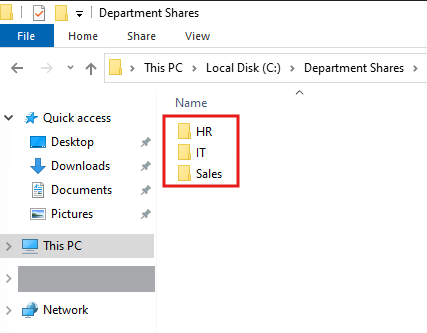 Department Shares
File Home Share View
This PC > Local Disk (C:) > Department Shares >
Name
Quick access
Desktop
Downloads
Documents
Pictures
This PC
Network
HR
IT
Sales